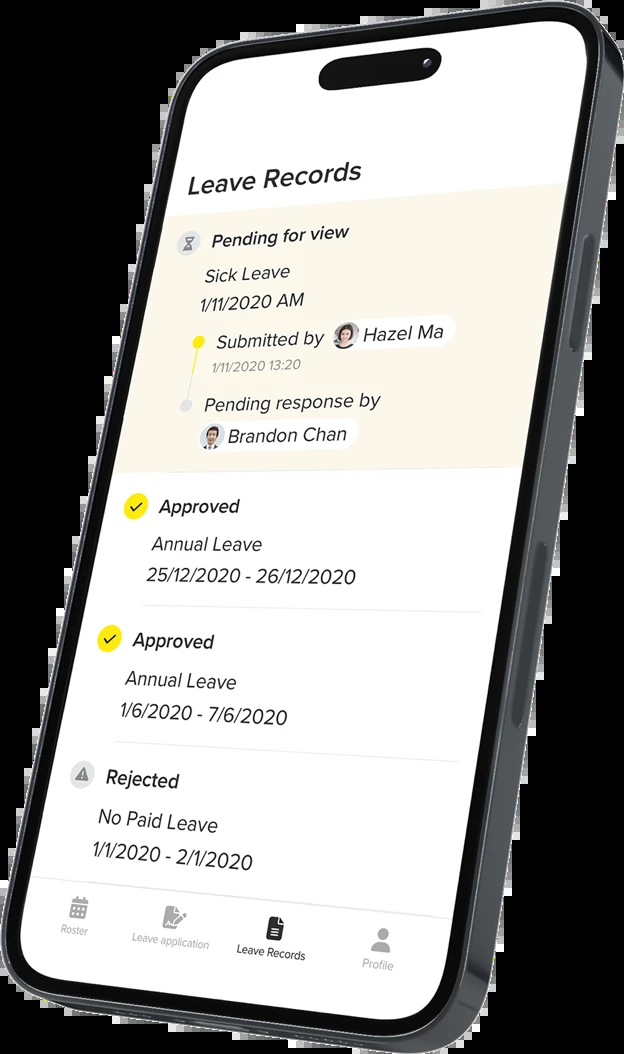 Leave Records
Pending for view
Sick Leave
1/11/2020 AM
Submitted by Hazel Ma
1/11/2020 13:20
Pending response by
Brandon Chan
Approved
Annual Leave
25/12/2020 - 26/12/2020
Approved
Annual Leave
1/6/2020 - 7/6/2020
Rejected
No Paid Leave
1/1/2020 - 2/1/2020
Roster
Leave application
Leave Records
Profile